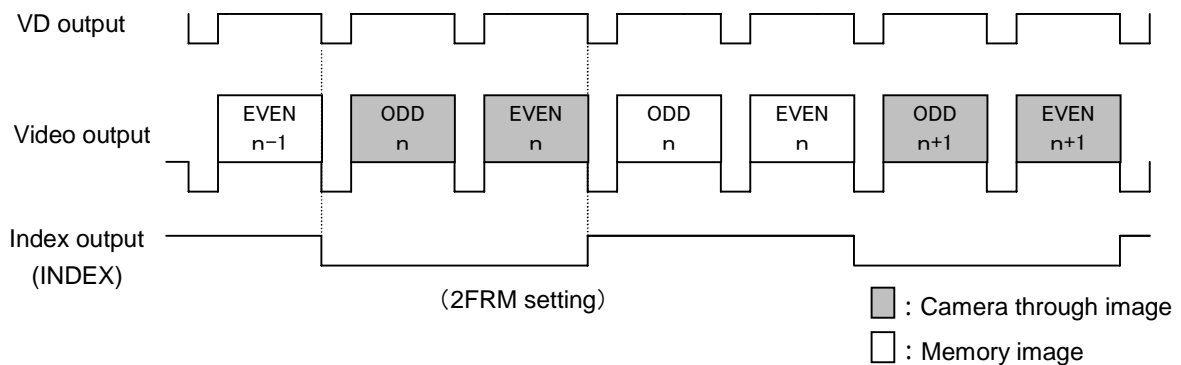 VD output
Video output
EVEN
n-1
ODD
n
EVEN
n
ODD
n
EVEN
n
ODD
n+1
EVEN
n+1
Index output
(INDEX)
（2FRM setting）
：Camera through image
：Memory image